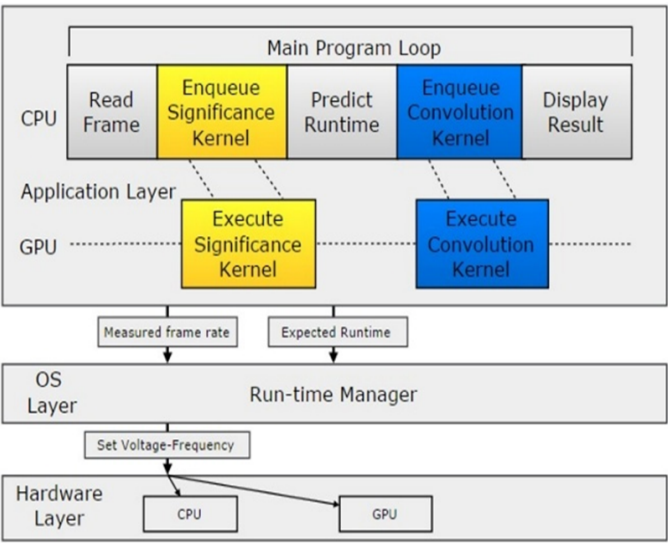 Main Program Loop
CPU
Read
Frame
Enqueue
Significance
Kernel
Predict
Runtime
Enqueue
Convolution
Kernel
Display
Result
Application Layer
GPU
Execute
Significance
Kernel
Execute
Convolution
Kernel
Measured frame rate
Expected Runtime
OS
Layer
Run-time Manager
Set Voltage-Frequency
Hardware
Layer
CPU
GPU